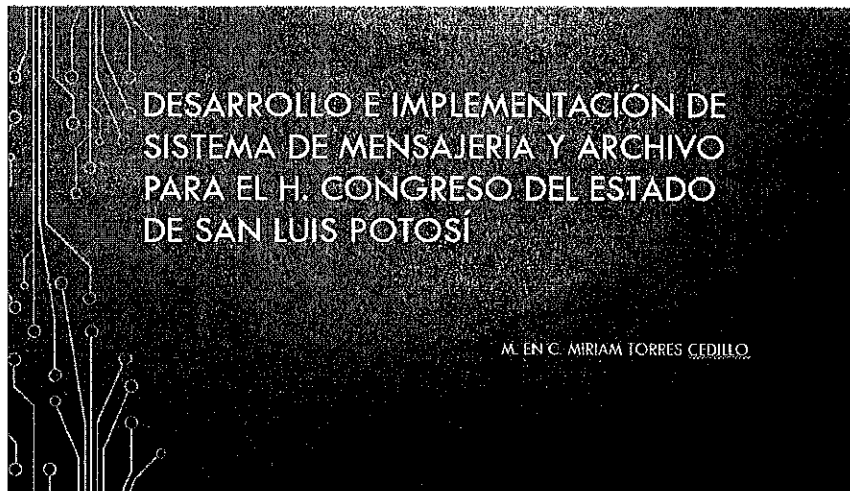 DESARROLLO E IMPLEMENTACIÓN DE
SISTEMA DE MENSAJERÍA Y ARCHIVO
PARA EL H. CONGRESO DEL ESTADO
DE SAN LUIS POTOSÍ
M. EN C. MIRIAM TORRES CEDILLO